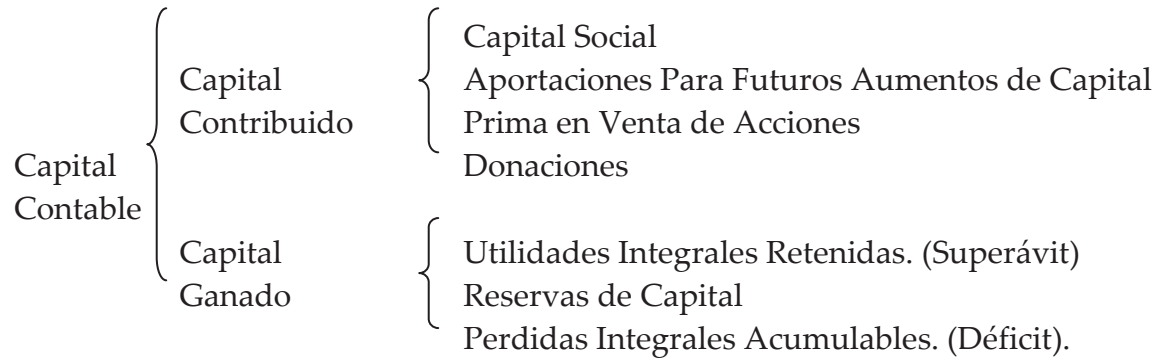 Capital Social
Capital Aportaciones Para Futuros Aumentos de Capital
Contribuido Prima en Venta de Acciones
Capital Donaciones
Contable
Capital Utilidades Integrales Retenidas. (Superávit)
Ganado Reservas de Capital
Perdidas Integrales Acumulables. (Déficit).